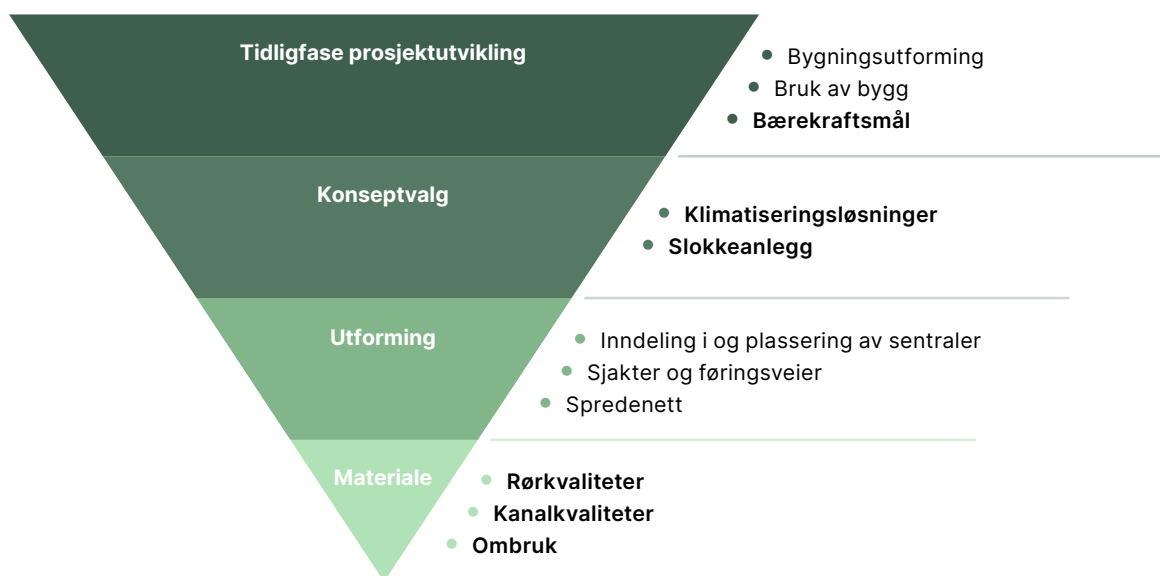 Tidligfase prosjektutvikling
Bygningsutforming
Bruk av bygg
Bærekraftsmål
Konseptvalg
Klimatiseringsløsninger
Slokkeanlegg
Utforming
Inndeling i og plassering av sentraler
Sjakter og føringsveier
Spredenett
Materiale
Rørkvaliteter
Kanalkvaliteter
Ombruk